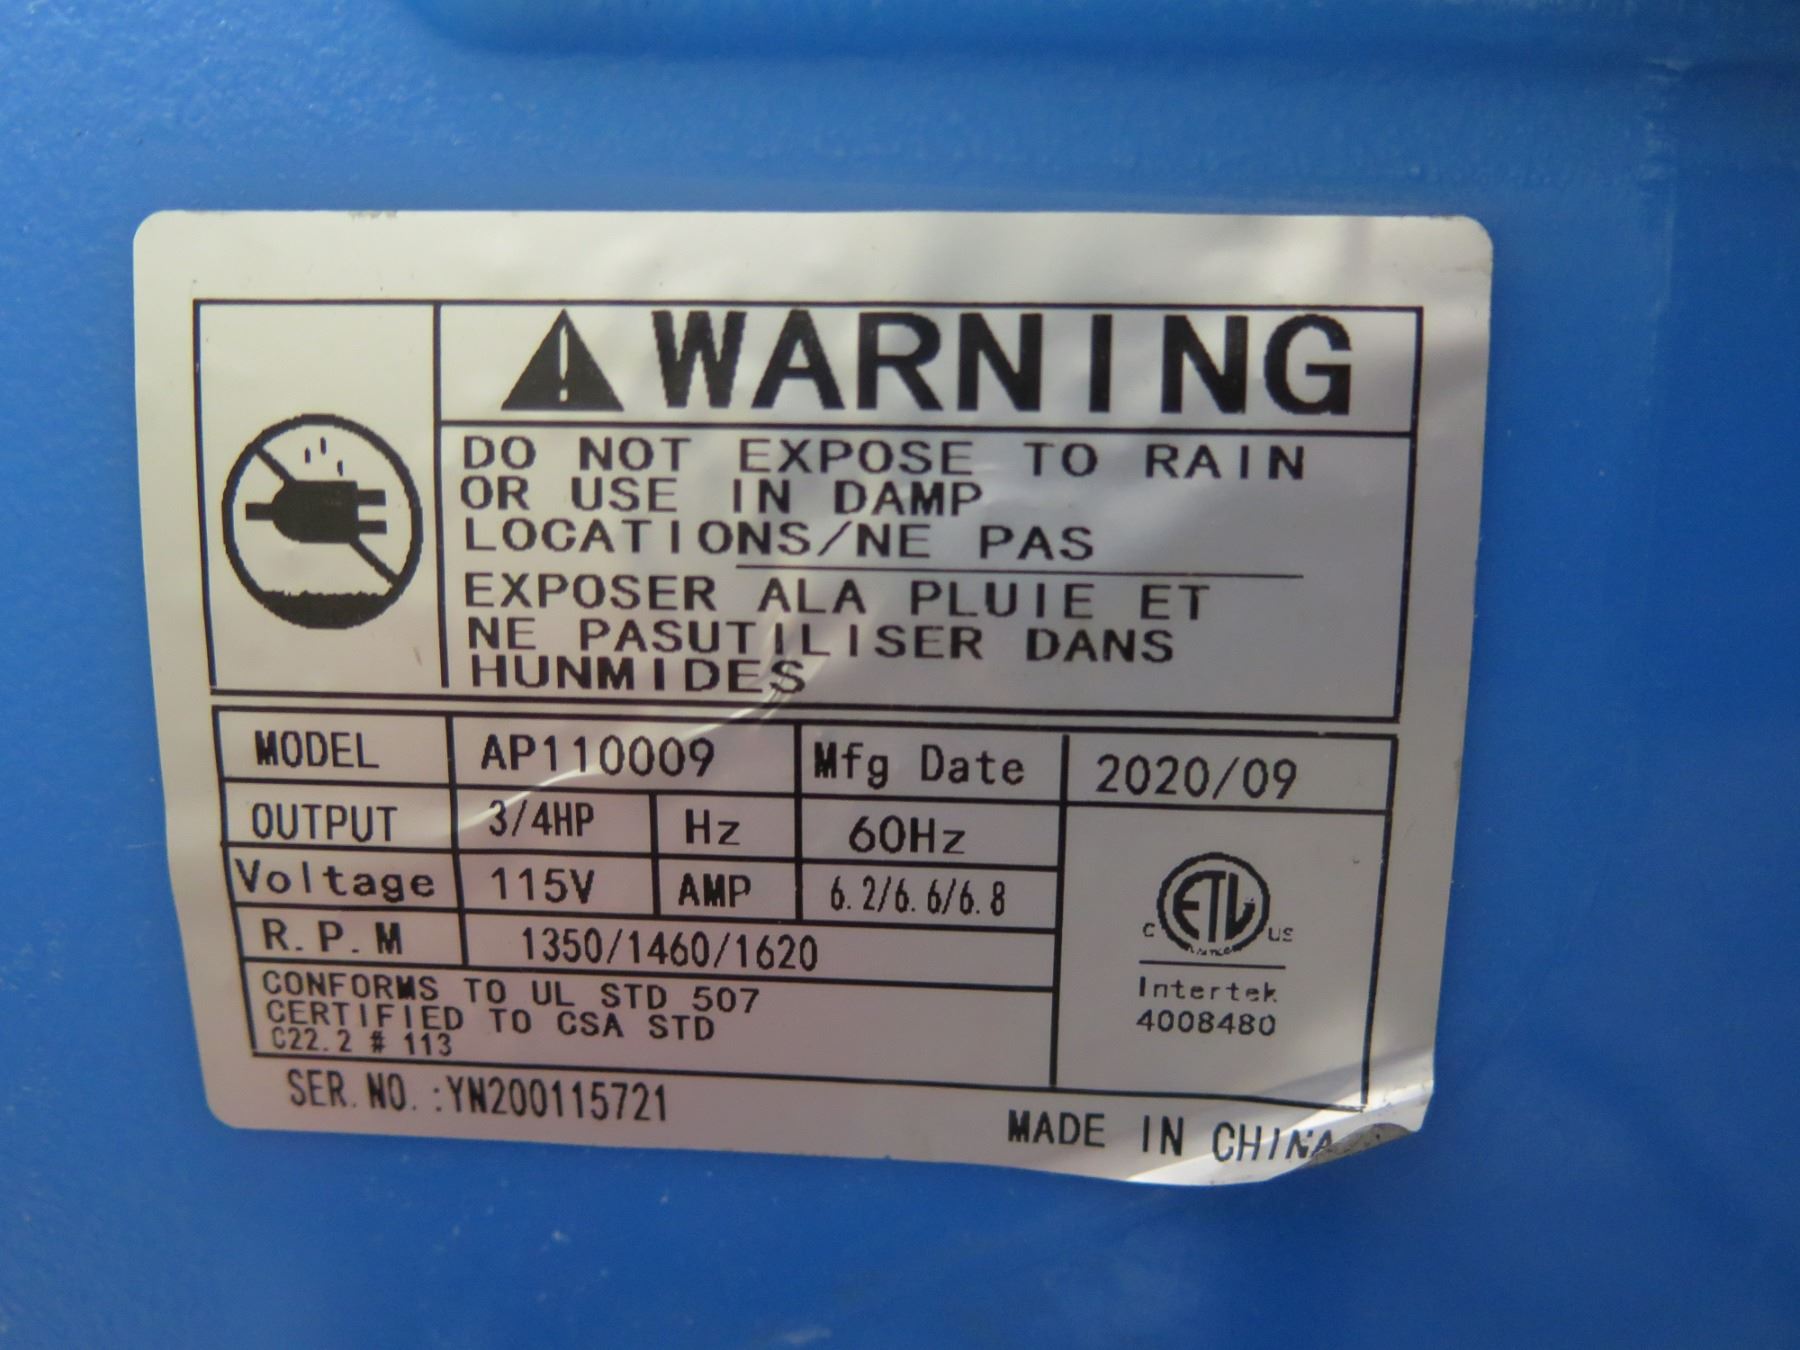 WARNING
DO NOT EXPOSE TO RAIN
OR USE IN DAMP
LOCATIONS/NE PAS
EXPOSER ALA PLUIE ET
NE PASUTILISER DANS
HUNMIDES
MODEL AP110009 Mfg Date 2020/09
OUTPUT 3/4HP Hz 60Hz
Voltage 115V AMP 6.2/6.6/6.8
R.P.M 1350/1460/1620
CONFORMS TO UL STD 507
CERTIFIED TO CSA STD
C22.2 # 113
ETL
C US
Intertek
4008480
SER. NO. :YN200115721
MADE IN CHINA